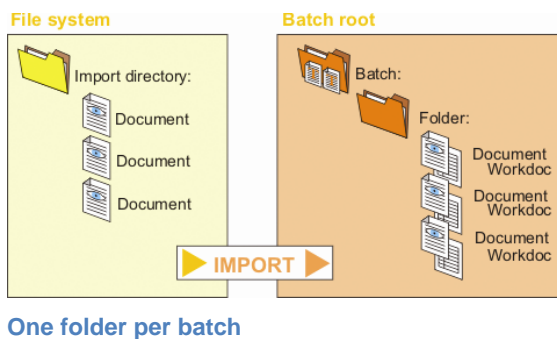 File system
Import directory:
Document
Document
Document
Batch root
Batch:
Folder:
Document
Workdoc
Document
Workdoc
Document
Workdoc
IMPORT
One folder per batch